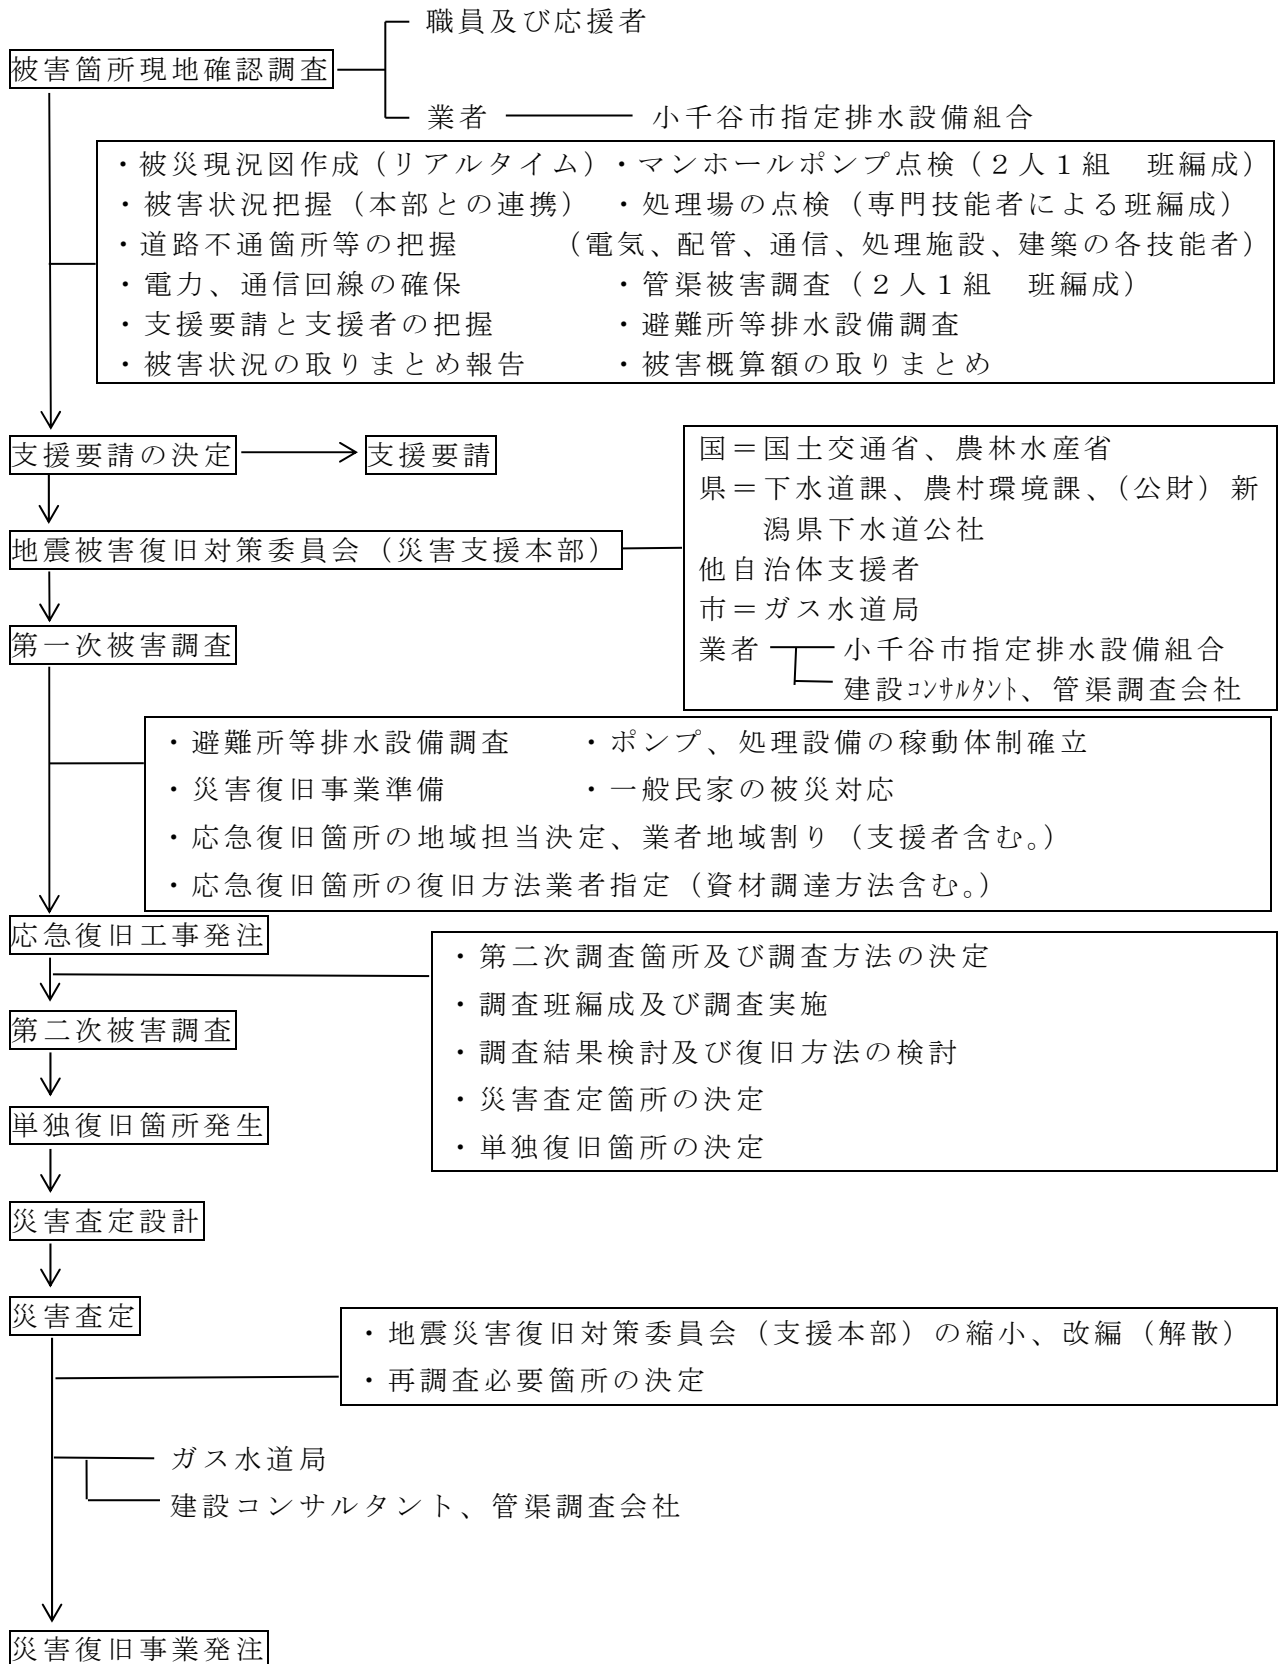 職員及び応援者
被害箇所現地確認調査
業者 小千谷市指定排水設備組合
・被災現況図作成（リアルタイム）・マンホールポンプ点検（２人１組　班編成）
・被害状況把握（本部との連携） ・処理場の点検（専門技能者による班編成）
・道路不通箇所等の把握 （電気、配管、通信、処理施設、建築の各技能者）
・電力、通信回線の確保 ・管渠被害調査（２人１組　班編成）
・支援要請と支援者の把握 ・避難所等排水設備調査
・被害状況の取りまとめ報告 ・被害概算額の取りまとめ
支援要請の決定 支援要請
国＝国土交通省、農林水産省
県＝下水道課、農村環境課、（公財）新
潟県下水道公社
他自治体支援者
市＝ガス水道局
業者 小千谷市指定排水設備組合
建設ｺﾝｻﾙﾀﾝﾄ、管渠調査会社
地震被害復旧対策委員会（災害支援本部）
第一次被害調査
・避難所等排水設備調査 ・ポンプ、処理設備の稼動体制確立
・災害復旧事業準備 ・一般民家の被災対応
・応急復旧箇所の地域担当決定、業者地域割り（支援者含む。）
・応急復旧箇所の復旧方法業者指定（資材調達方法含む。）
応急復旧工事発注
・第二次調査箇所及び調査方法の決定
・調査班編成及び調査実施
・調査結果検討及び復旧方法の検討
・災害査定箇所の決定
・単独復旧箇所の決定
第二次被害調査
単独復旧箇所発生
災害査定設計
災害査定
・地震災害復旧対策委員会（支援本部）の縮小、改編（解散）
・再調査必要箇所の決定
ガス水道局
建設コンサルタント、管渠調査会社
災害復旧事業発注